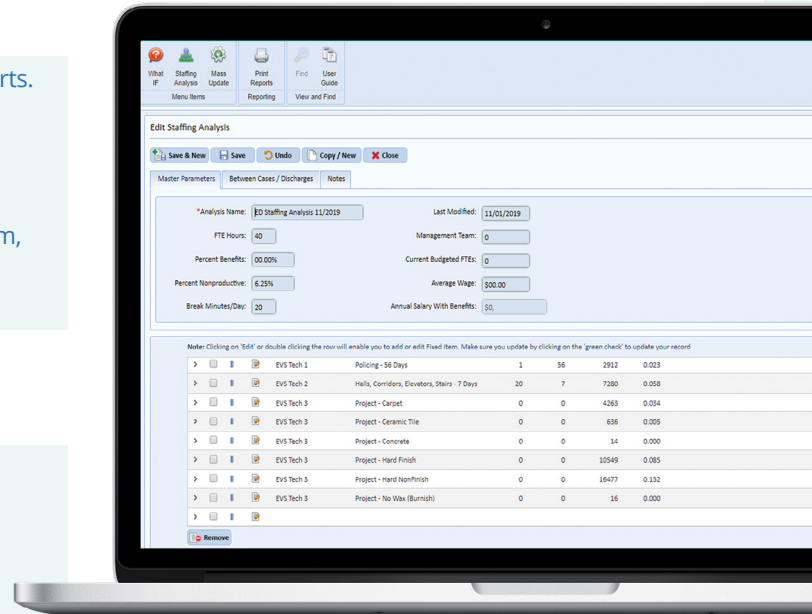 rts.
m,
What IF
Staffing Analysis
Mass Update
Print Reports
Find
User Guide
Menu Items
Reporting
View and Find
Edit Staffing Analysis
Save & New
Save
Undo
Copy / New
Close
Master Parameters
Between Cases / Discharges
Notes
*Analysis Name: ED Staffing Analysis 11/2019
Last Modified: 11/01/2019
FTE Hours: 40
Management Team: 0
Percent Benefits: 00.00%
Current Budgeted FTEs: 0
Percent Nonproductive: 6.25%
Average Wage: $00.00
Break Minutes/Day: 20
Annual Salary With Benefits: $0,
Note: Clicking on 'Edit' or double clicking the row will enable you to add or edit Fixed Item. Make sure you update by clicking on the 'green check' to update your record
EVS Tech 1 Policing - 56 Days 1 56 2912 0.023
EVS Tech 2 Halls, Corridors, Elevators, Stairs - 7 Days 20 7 7280 0.058
EVS Tech 3 Project - Carpet 0 0 4263 0.034
EVS Tech 3 Project - Ceramic Tile 0 0 636 0.005
EVS Tech 3 Project - Concrete 0 0 14 0.000
EVS Tech 3 Project - Hard Finish 0 0 10549 0.085
EVS Tech 3 Project - Hard NonFinish 0 0 16477 0.132
EVS Tech 3 Project - No Wax (Burnish) 0 0 16 0.000
Remove